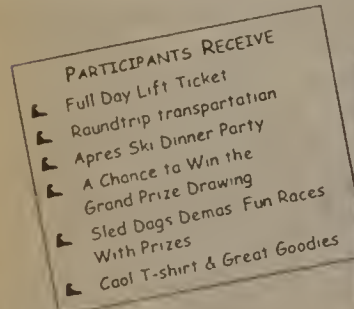 PARTICIPANTS RECEIVE
Full Day Lift Ticket
Roundtrip transportation
Apres Ski Dinner Party
A Chance to Win the
Grand Prize Drawing
Sled Dogs Demos Fun Races
With Prizes
Cool T-shirt & Great Goodies